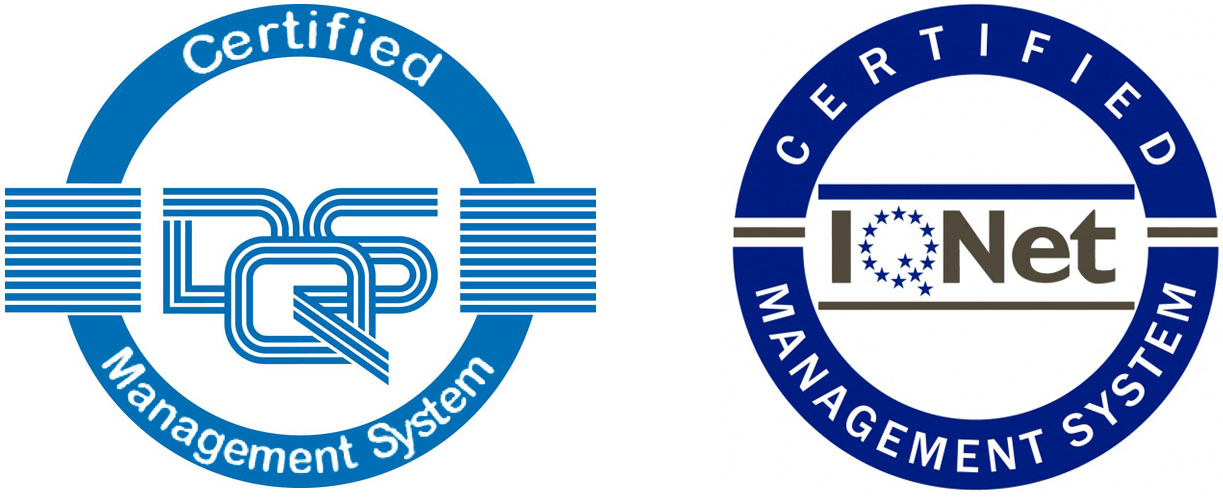 Certified
DQS
Management System
CERTIFIED
IQNet
MANAGEMENT SYSTEM